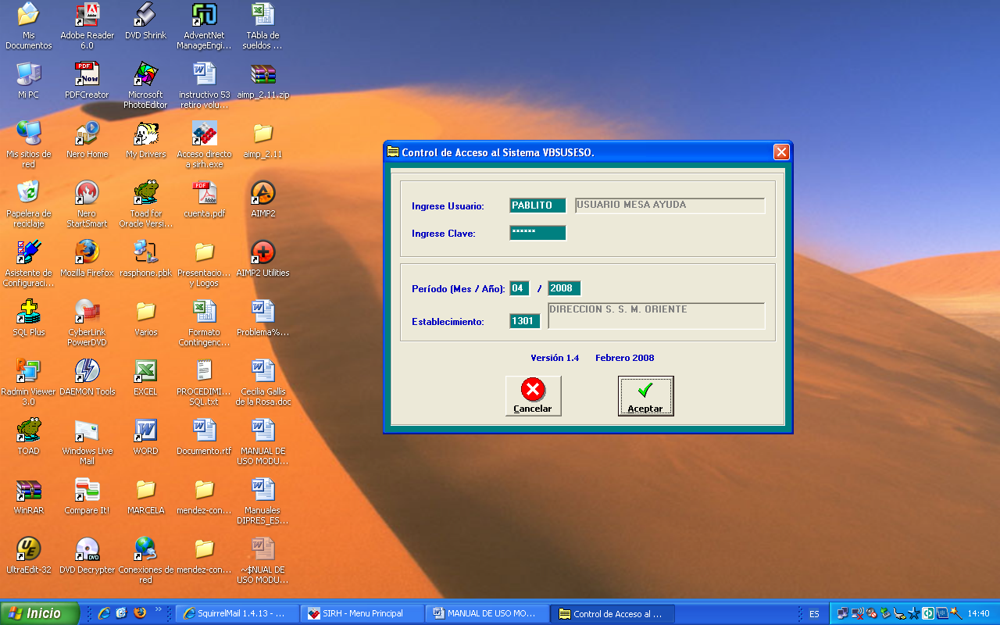 Mis
Documentos
Adobe Reader
6.0
DVD Shrink
AdventNet
ManageEngi...
TAbla de
sueldos ...
Mi PC
PDF
Now
PDFCreator
Microsoft
PhotoEditor
instructivo 53
retiro volu...
aimp_2.11.zip
Mis sitios de
red
Nero Home
My Drivers
Acceso directo
a sirh.exe
aimp_2.11
Papelera de
reciclaje
Nero
StartSmart
Toad for
Oracle Versi...
PDF
Adobe
cuenta.pdf
AIMP2
Asistente de
Configuraci...
Mozilla Firefox
rasphone.pbk
Presentacio...
y Logos
AIMP2 Utilities
SQL Plus
CyberLink
PowerDVD
Varios
Formato
Contingenc...
Problema%...
Radmin Viewer
3.0
DAEMON Tools
EXCEL
PROCEDIMI...
SQL.txt
Cecilia Gallis
de la Rosa.doc
TOAD
Windows Live
Mail
WORD
Documento.rtf
MANUAL DE
USO MODU...
WinRAR
Compare It!
MARCELA
mendez-con...
Manuales
DIPRES_ES...
UltraEdit-32
DVD
DVD Decrypter
Conexiones de
red
mendez-con...
~$NUAL DE
USO MODU...
Control de Acceso al Sistema VBSUSESO.
Ingrese Usuario: PABLITO USUARIO MESA AYUDA
Ingrese Clave: ******
Período (Mes / Año): 04 / 2008
Establecimiento: 1301 DIRECCION S. S. M. ORIENTE
Versión 1.4 Febrero 2008
Cancelar Aceptar
Inicio » SquirrelMail 1.4.13 - ... SIRH - Menu Principal MANUAL DE USO MO... Control de Acceso al ... ES 14:40